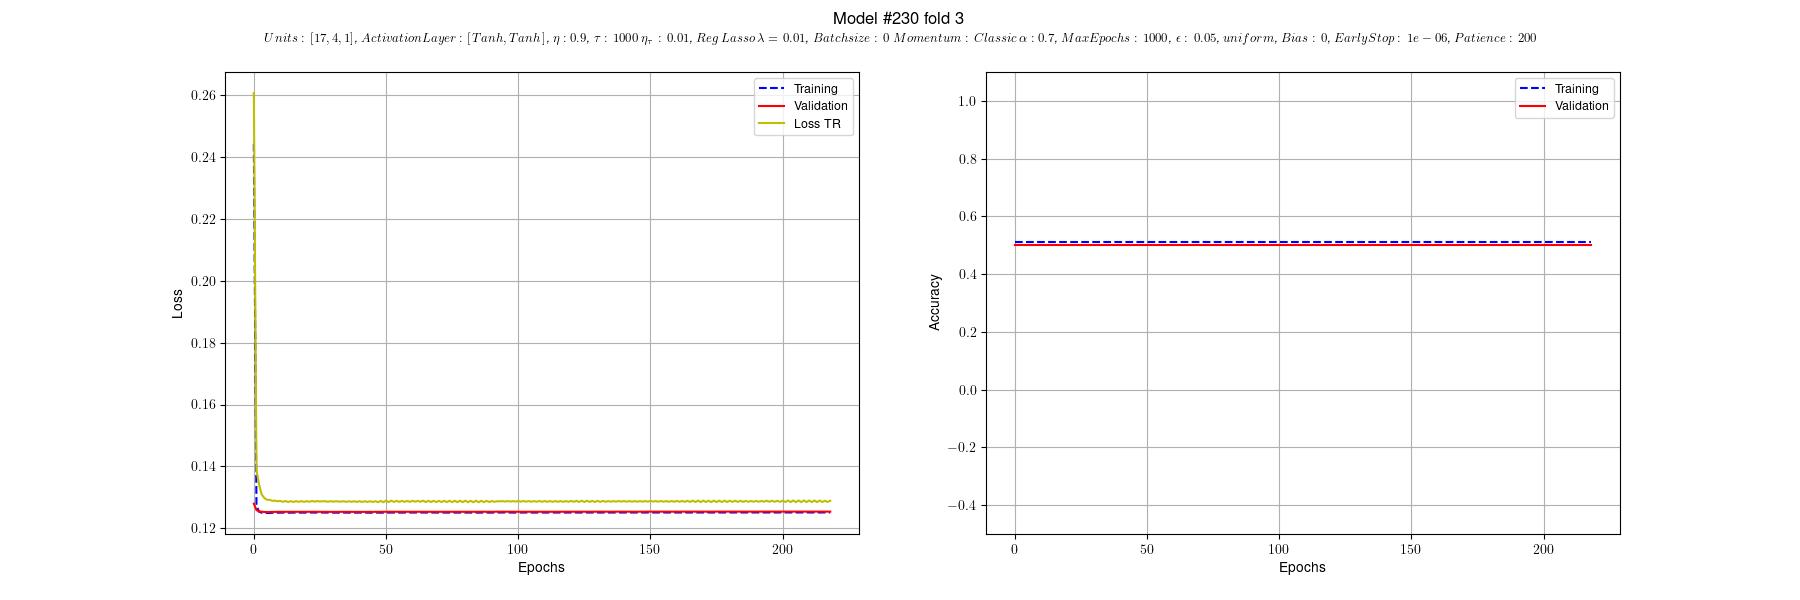 Model #230 fold 3
Units : [17, 4, 1], ActivationLayer : [Tanh, Tanh], η : 0.9, τ : 1000 η_τ : 0.01, Reg Lasso λ = 0.01, Batchsize : 0 Momentum : Classic α : 0.7, MaxEpochs : 1000, ϵ : 0.05, uniform, Bias : 0, EarlyStop : 1e − 06, Patience : 200
Training
Validation
Loss TR
0.26
0.24
0.22
0.20
0.18
0.16
0.14
0.12
Loss
0 50 100 150 200
Epochs
Training
Validation
1.0
0.8
0.6
0.4
0.2
0.0
−0.2
−0.4
Accuracy
0 50 100 150 200
Epochs